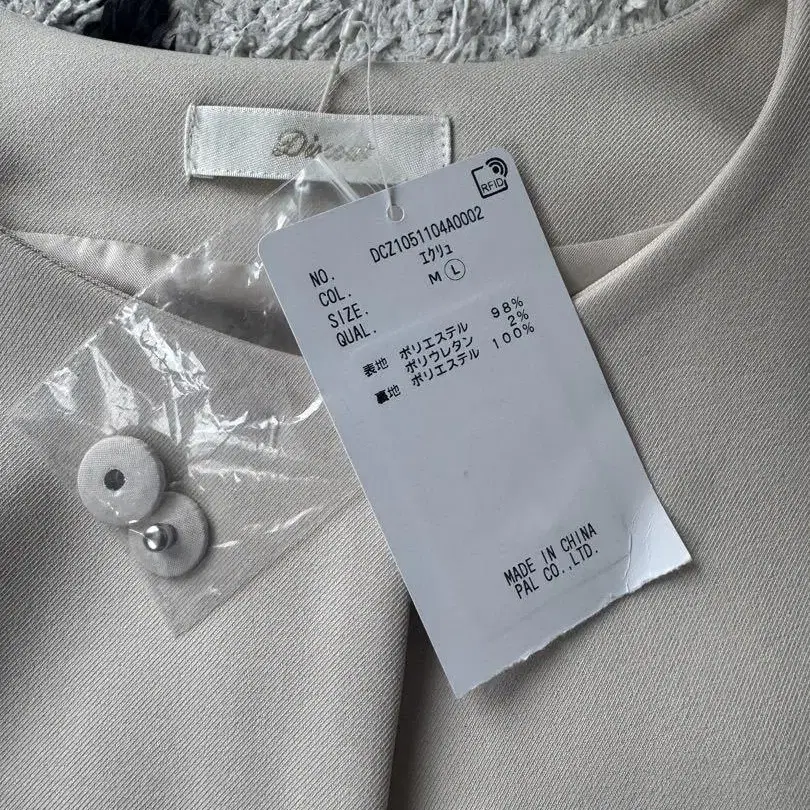 Discoat
RFID
NO. DCZ1051104A0002
COL. エクリュ
SIZE. M Ⓛ
QUAL.
表地 ポリエステル 98%
ポリウレタン 2%
裏地 ポリエステル 100%
MADE IN CHINA
PAL CO.,LTD.